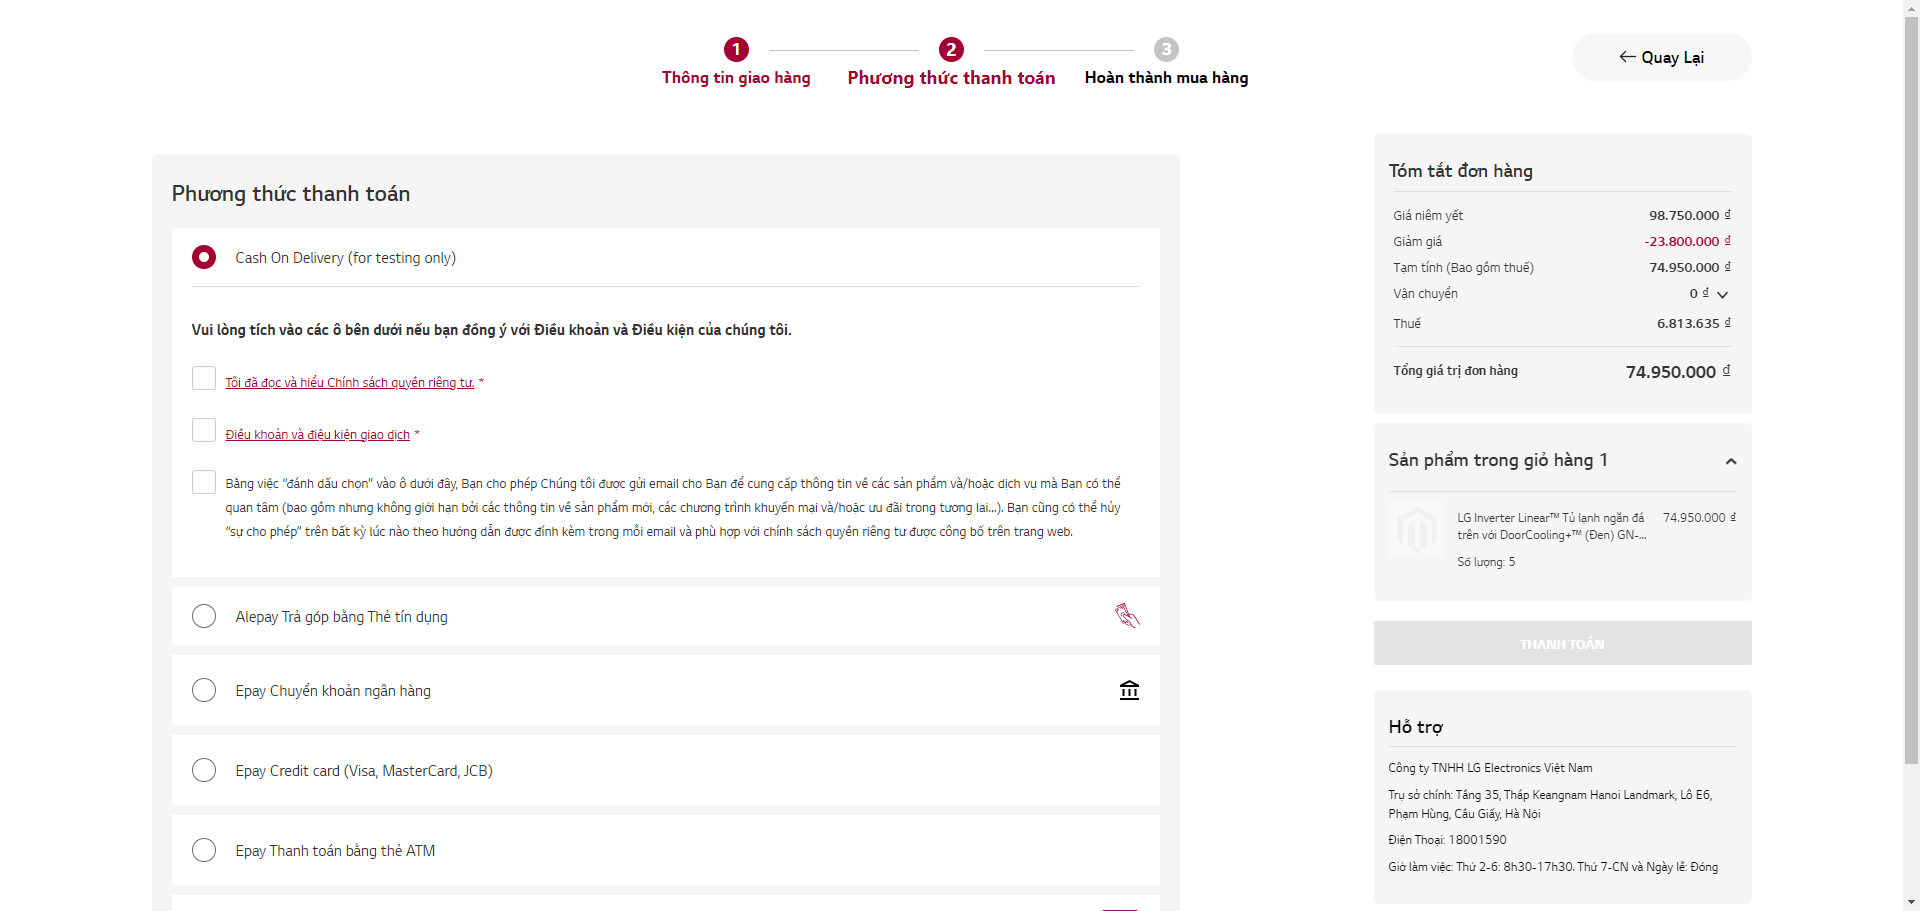 1
2
3
Thông tin giao hàng
Phương thức thanh toán
Hoàn thành mua hàng
Quay Lại
Phương thức thanh toán
Cash On Delivery (for testing only)
Vui lòng tích vào các ô bên dưới nếu bạn đồng ý với Điều khoản và Điều kiện của chúng tôi.
Tôi đã đọc và hiểu Chính sách quyền riêng tư. *
Điều khoản và điều kiện giao dịch *
Bằng việc “đánh dấu chọn” vào ô dưới đây, Bạn cho phép Chúng tôi được gửi email cho Bạn để cung cấp thông tin về các sản phẩm và/hoặc dịch vụ mà Bạn có thể
quan tâm (bao gồm nhưng không giới hạn bởi các thông tin về sản phẩm mới, các chương trình khuyến mại và/hoặc ưu đãi trong tương lai...). Bạn cũng có thể hủy
“sự cho phép” trên bất kỳ lúc nào theo hướng dẫn được đính kèm trong mỗi email và phù hợp với chính sách quyền riêng tư được công bố trên trang web.
Alepay Trả góp bằng Thẻ tín dụng
Epay Chuyển khoản ngân hàng
Epay Credit card (Visa, MasterCard, JCB)
Epay Thanh toán bằng thẻ ATM
Tóm tắt đơn hàng
Giá niêm yết 98.750.000 ₫
Giảm giá -23.800.000 ₫
Tạm tính (Bao gồm thuế) 74.950.000 ₫
Vận chuyển 0 ₫
Thuế 6.813.635 ₫
Tổng giá trị đơn hàng 74.950.000 ₫
Sản phẩm trong giỏ hàng 1
LG Inverter Linear™ Tủ lạnh ngăn đá 74.950.000 ₫
trên với DoorCooling+™ (Đen) GN-...
Số lượng: 5
THANH TOÁN
Hỗ trợ
Công ty TNHH LG Electronics Việt Nam
Trụ sở chính: Tầng 35, Tháp Keangnam Hanoi Landmark, Lô E6,
Phạm Hùng, Cầu Giấy, Hà Nội
Điện Thoại: 18001590
Giờ làm việc: Thứ 2-6: 8h30-17h30. Thứ 7-CN và Ngày lễ: Đóng